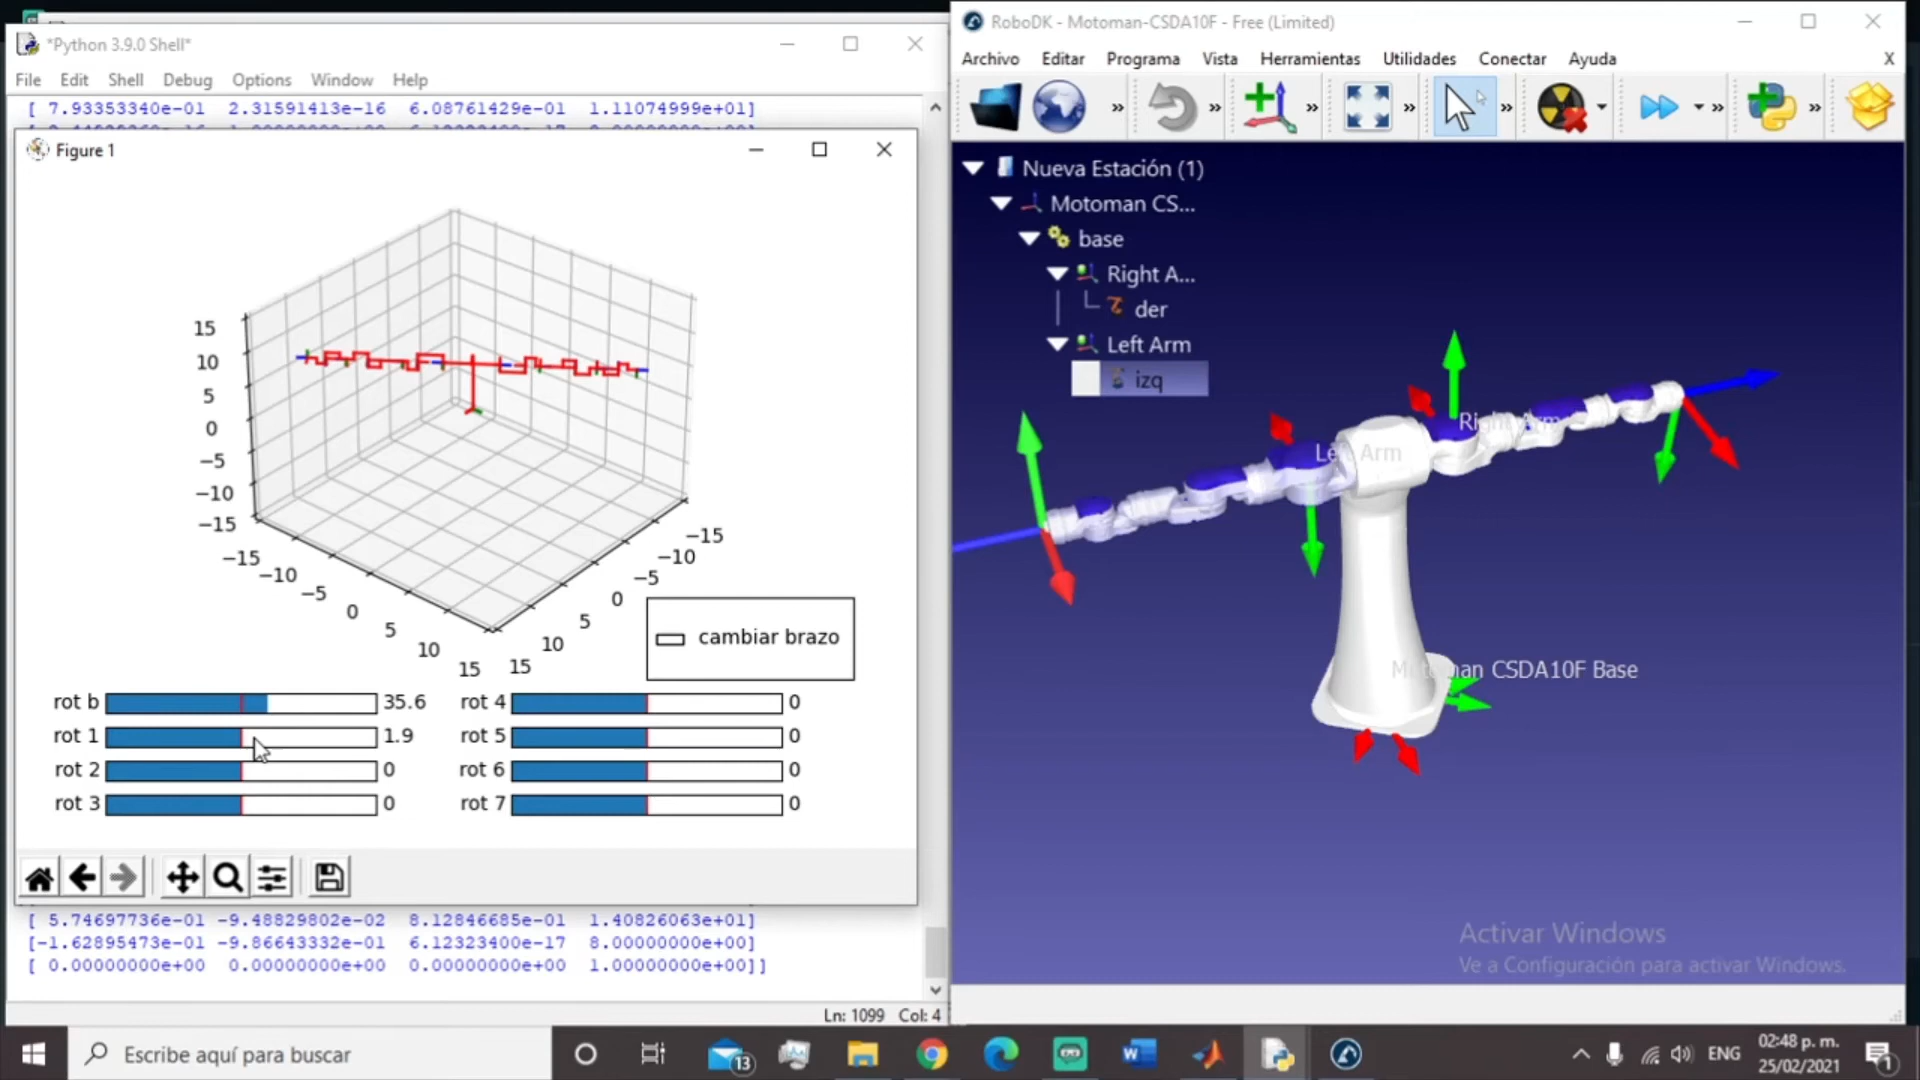 *Python 3.9.0 Shell*
File Edit Shell Debug Options Window Help
[ 7.93353340e-01 2.31591413e-16 6.08761429e-01 1.11074999e+01]
Figure 1
15
10
5
0
−5
−10
−15
−15
−10
−5
0
5
10
15
−15
−10
−5
0
5
10
15
cambiar brazo
rot b 35.6 rot 4 0
rot 1 1.9 rot 5 0
rot 2 0 rot 6 0
rot 3 0 rot 7 0
[ 5.74697736e-01 -9.48829802e-02 8.12846685e-01 1.40826063e+01]
[-1.62895473e-01 -9.86643332e-01 6.12323400e-17 8.00000000e+00]
[ 0.00000000e+00 0.00000000e+00 0.00000000e+00 1.00000000e+00]]
Ln: 1099 Col: 4
RoboDK - Motoman-CSDA10F - Free (Limited)
Archivo Editar Programa Vista Herramientas Utilidades Conectar Ayuda X
Nueva Estación (1)
Motoman CS...
base
Right A...
der
Left Arm
izq
Right Arm
Left Arm
Motoman CSDA10F Base
Activar Windows
Ve a Configuración para activar Windows.
Escribe aquí para buscar
13
ENG
02:48 p. m.
25/02/2021
1